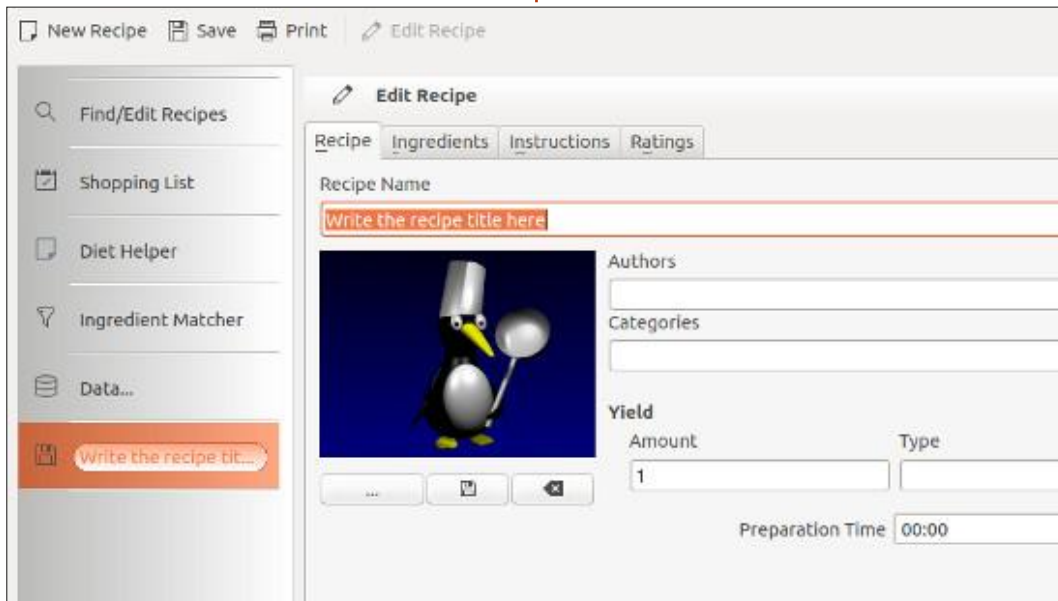 New Recipe Save Print Edit Recipe
Find/Edit Recipes
Shopping List
Diet Helper
Ingredient Matcher
Data...
Write the recipe tit...
Edit Recipe
Recipe Ingredients Instructions Ratings
Recipe Name
Write the recipe title here
Authors
Categories
Yield
Amount Type
1
...
Preparation Time 00:00